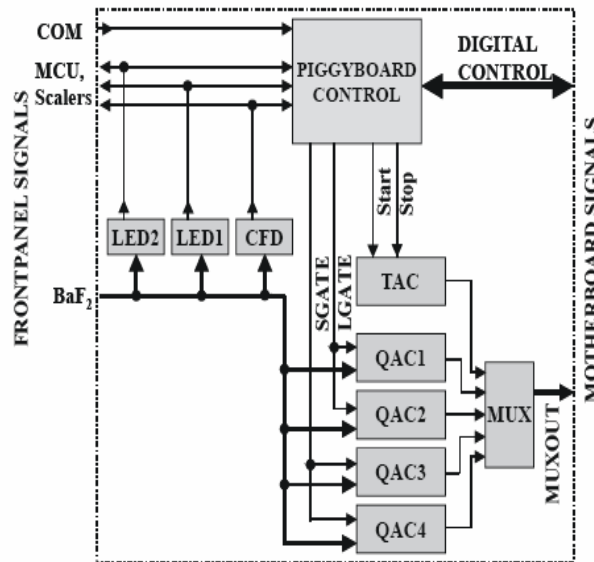 COM
MCU,
Scalers
PIGGYBOARD
CONTROL
DIGITAL
CONTROL
FRONTPANEL SIGNALS
MOTHERBOARD SIGNALS
Start
Stop
LED2
LED1
CFD
BaF₂
SGATE
LGATE
TAC
QAC1
QAC2
QAC3
QAC4
MUX
MUXOUT